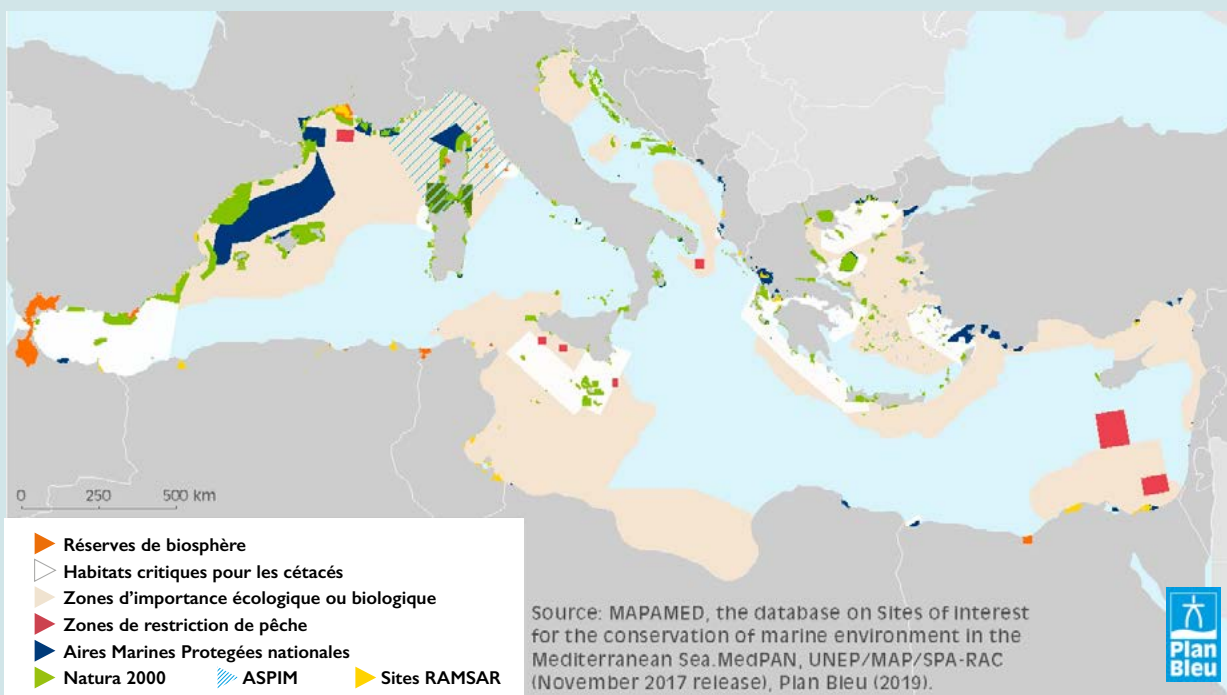 0 250 500 km
Réserves de biosphère
Habitats critiques pour les cétacés
Zones d'importance écologique ou biologique
Zones de restriction de pêche
Aires Marines Protegées nationales
Natura 2000 ASPIM Sites RAMSAR
Source: MAPAMED, the database on Sites of Interest
for the conservation of marine environment in the
Mediterranean Sea.MedPAN, UNEP/MAP/SPA-RAC
(November 2017 release), Plan Bleu (2019).
Plan
Bleu